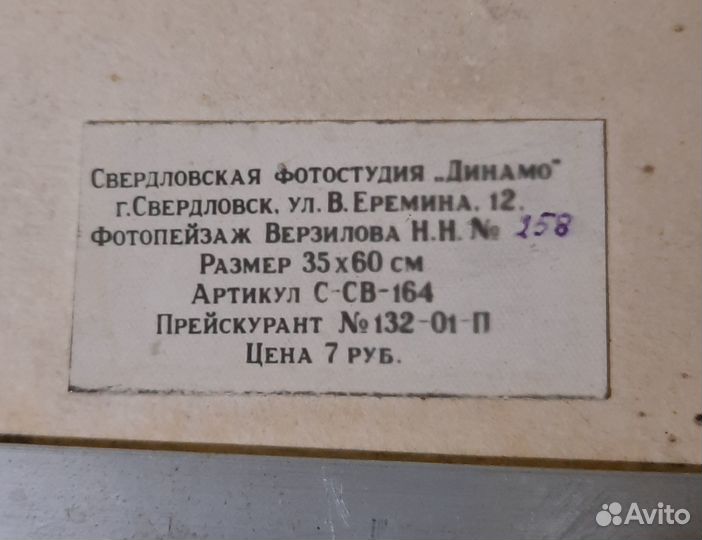 Свердловская фотостудия „Динамо"
г.Свердловск, ул. В. Еремина, 12.
Фотопейзаж Верзилова Н.Н. № 258
Размер 35х60 см
Артикул С-СВ-164
Прейскурант №132-01-П
Цена 7 руб.
Avito